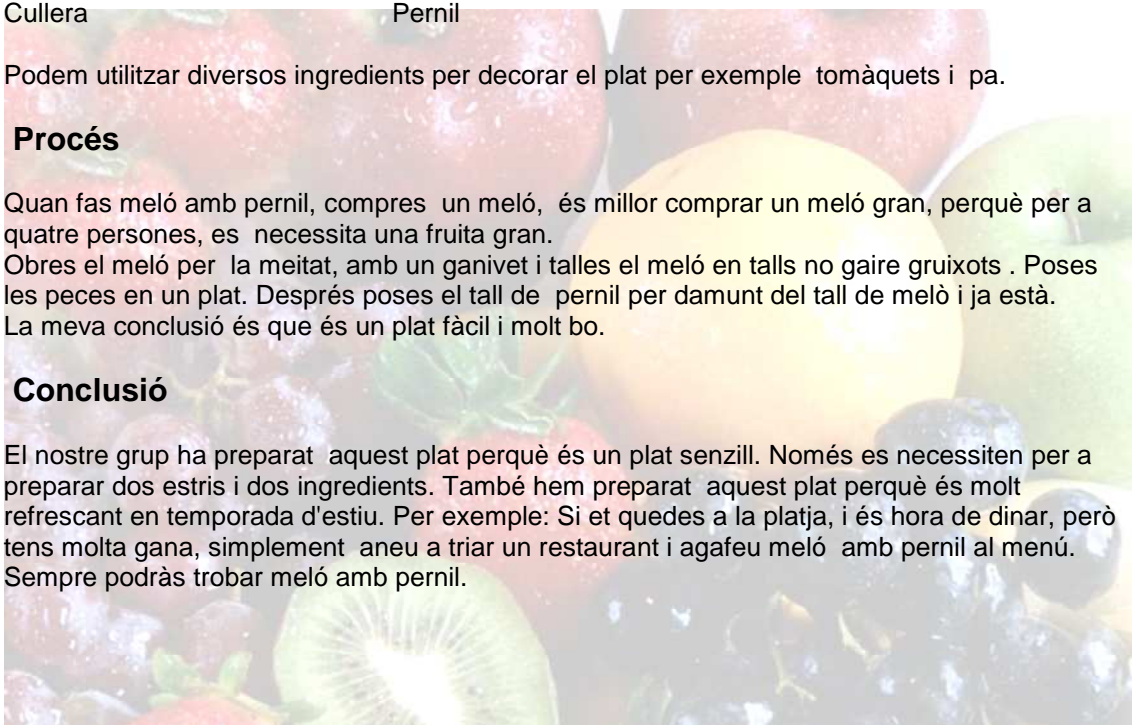 Cullera Pernil
Podem utilitzar diversos ingredients per decorar el plat per exemple tomàquets i pa.
Procés
Quan fas meló amb pernil, compres un meló, és millor comprar un meló gran, perquè per a
quatre persones, es necessita una fruita gran.
Obres el meló per la meitat, amb un ganivet i talles el meló en talls no gaire gruixots . Poses
les peces en un plat. Després poses el tall de pernil per damunt del tall de melò i ja està.
La meva conclusió és que és un plat fàcil i molt bo.
Conclusió
El nostre grup ha preparat aquest plat perquè és un plat senzill. Només es necessiten per a
preparar dos estris i dos ingredients. També hem preparat aquest plat perquè és molt
refrescant en temporada d'estiu. Per exemple: Si et quedes a la platja, i és hora de dinar, però
tens molta gana, simplement aneu a triar un restaurant i agafeu meló amb pernil al menú.
Sempre podràs trobar meló amb pernil.